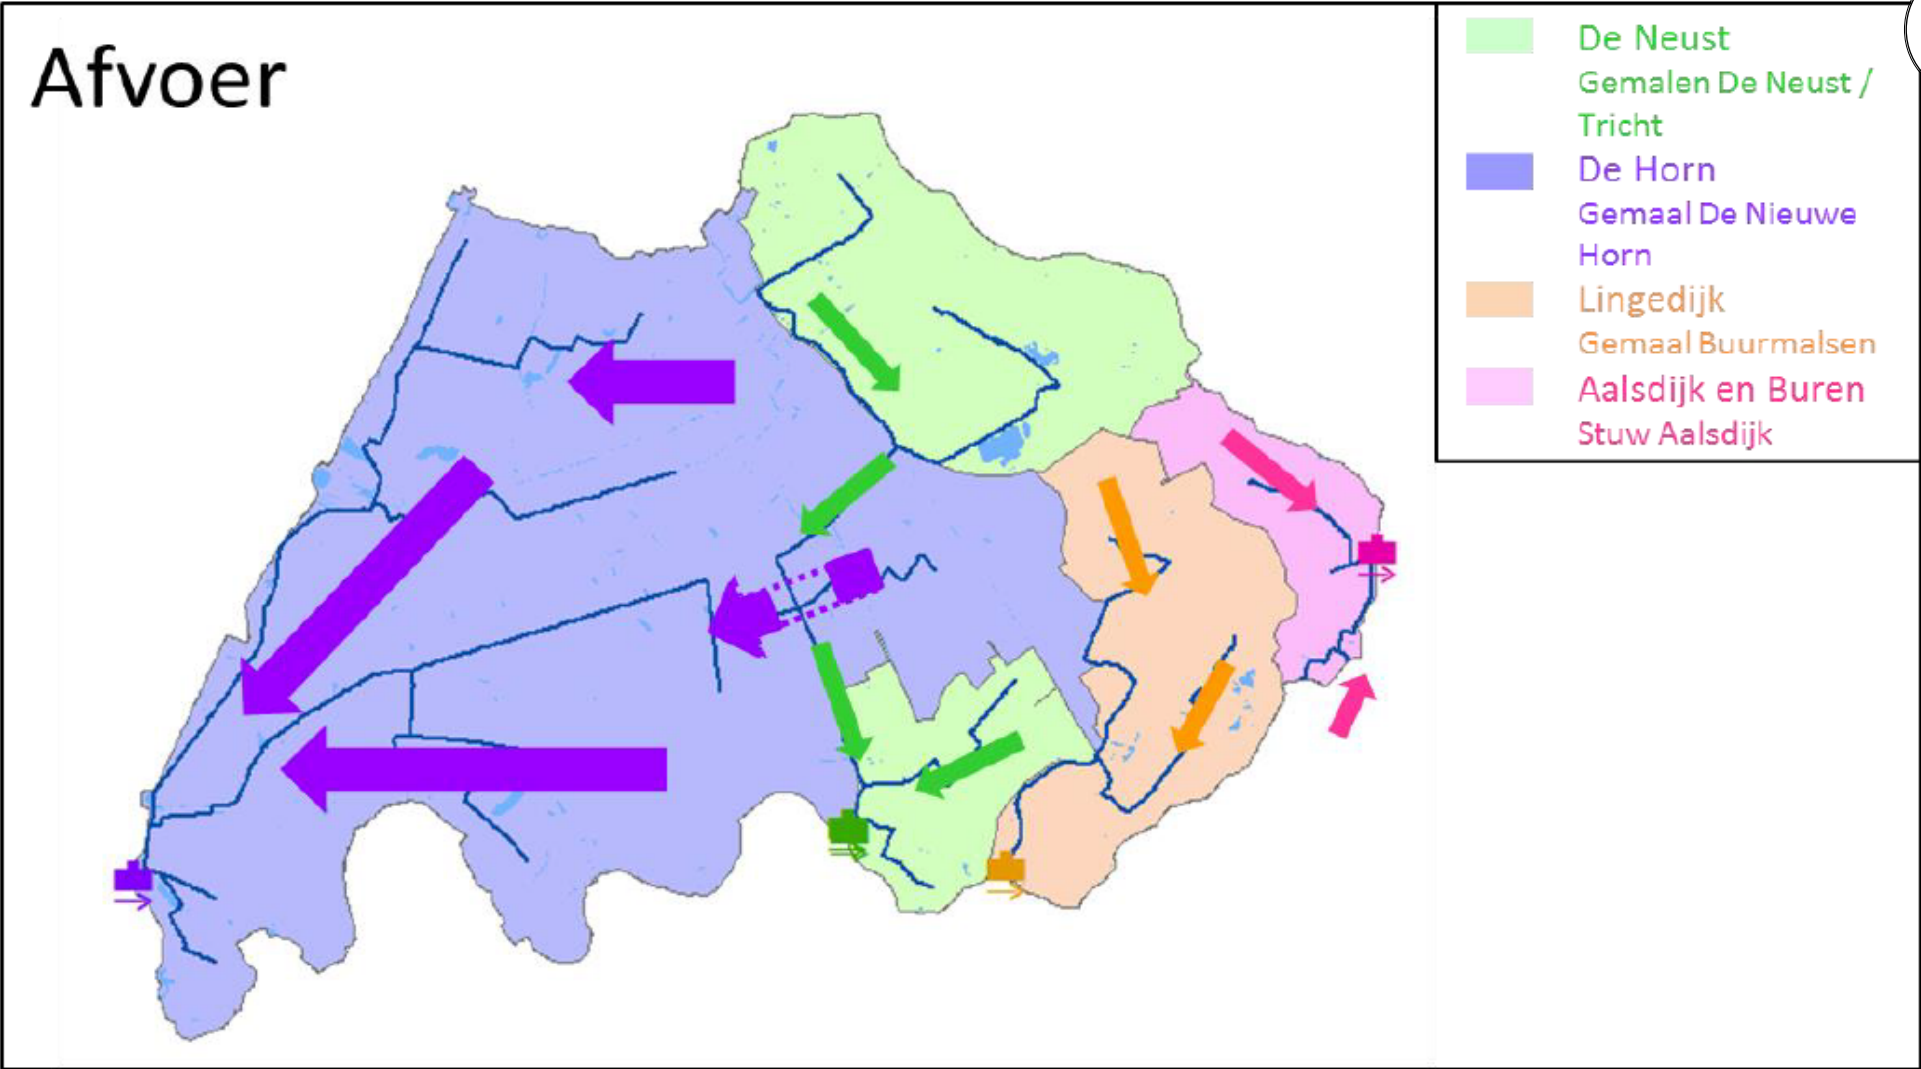 Afvoer
De Neust
Gemalen De Neust /
Tricht
De Horn
Gemaal De Nieuwe
Horn
Lingedijk
Gemaal Buurmalsen
Aalsdijk en Buren
Stuw Aalsdijk